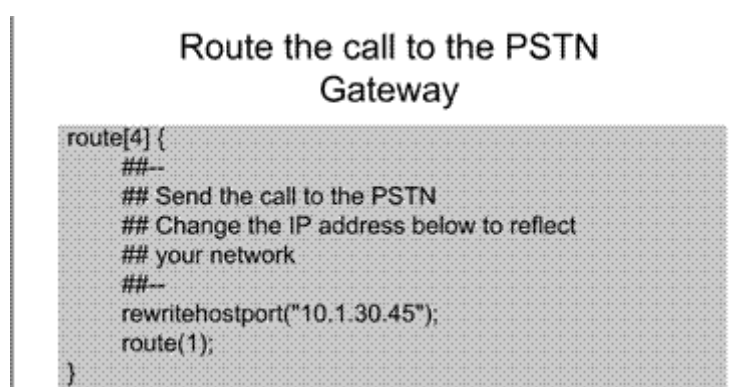 Route the call to the PSTN
Gateway
route[4] {
##--
## Send the call to the PSTN
## Change the IP address below to reflect
## your network
##--
rewritehostport("10.1.30.45");
route(1);
}